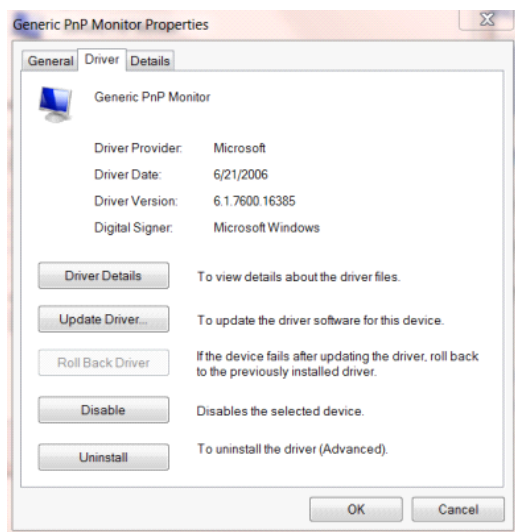 Generic PnP Monitor Properties
General Driver Details
Generic PnP Monitor
Driver Provider: Microsoft
Driver Date: 6/21/2006
Driver Version: 6.1.7600.16385
Digital Signer: Microsoft Windows
Driver Details To view details about the driver files.
Update Driver... To update the driver software for this device.
Roll Back Driver If the device fails after updating the driver, roll back
to the previously installed driver.
Disable Disables the selected device.
Uninstall To uninstall the driver (Advanced).
OK Cancel